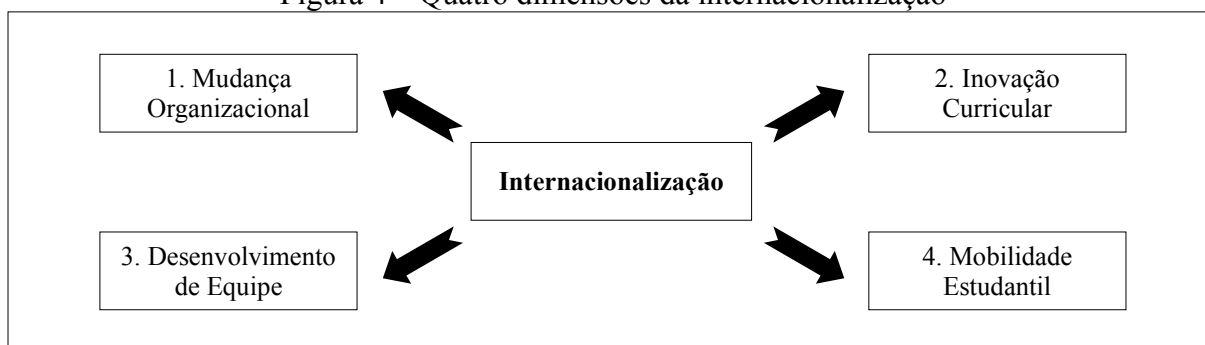 Figura 4 – Quatro dimensões da internacionalização
1. Mudança
Organizacional
2. Inovação
Curricular
Internacionalização
3. Desenvolvimento
de Equipe
4. Mobilidade
Estudantil